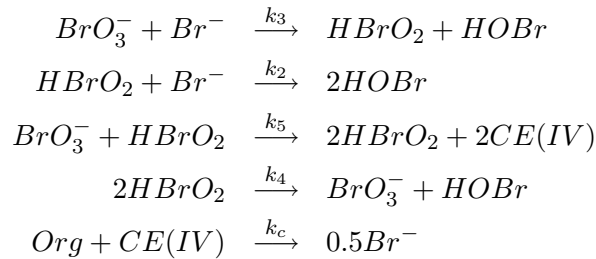 BrO₃⁻ + Br⁻ —k₃→ HBrO₂ + HOBr
HBrO₂ + Br⁻ —k₂→ 2HOBr
BrO₃⁻ + HBrO₂ —k₅→ 2HBrO₂ + 2CE(IV)
2HBrO₂ —k₄→ BrO₃⁻ + HOBr
Org + CE(IV) —k_c→ 0.5Br⁻